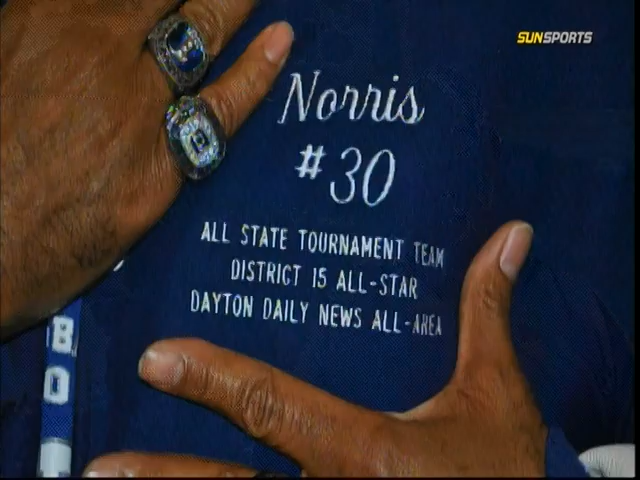 SUNSPORTS
Norris
#30
ALL STATE TOURNAMENT TEAM
DISTRICT 15 ALL-STAR
DAYTON DAILY NEWS ALL-AREA
B
O